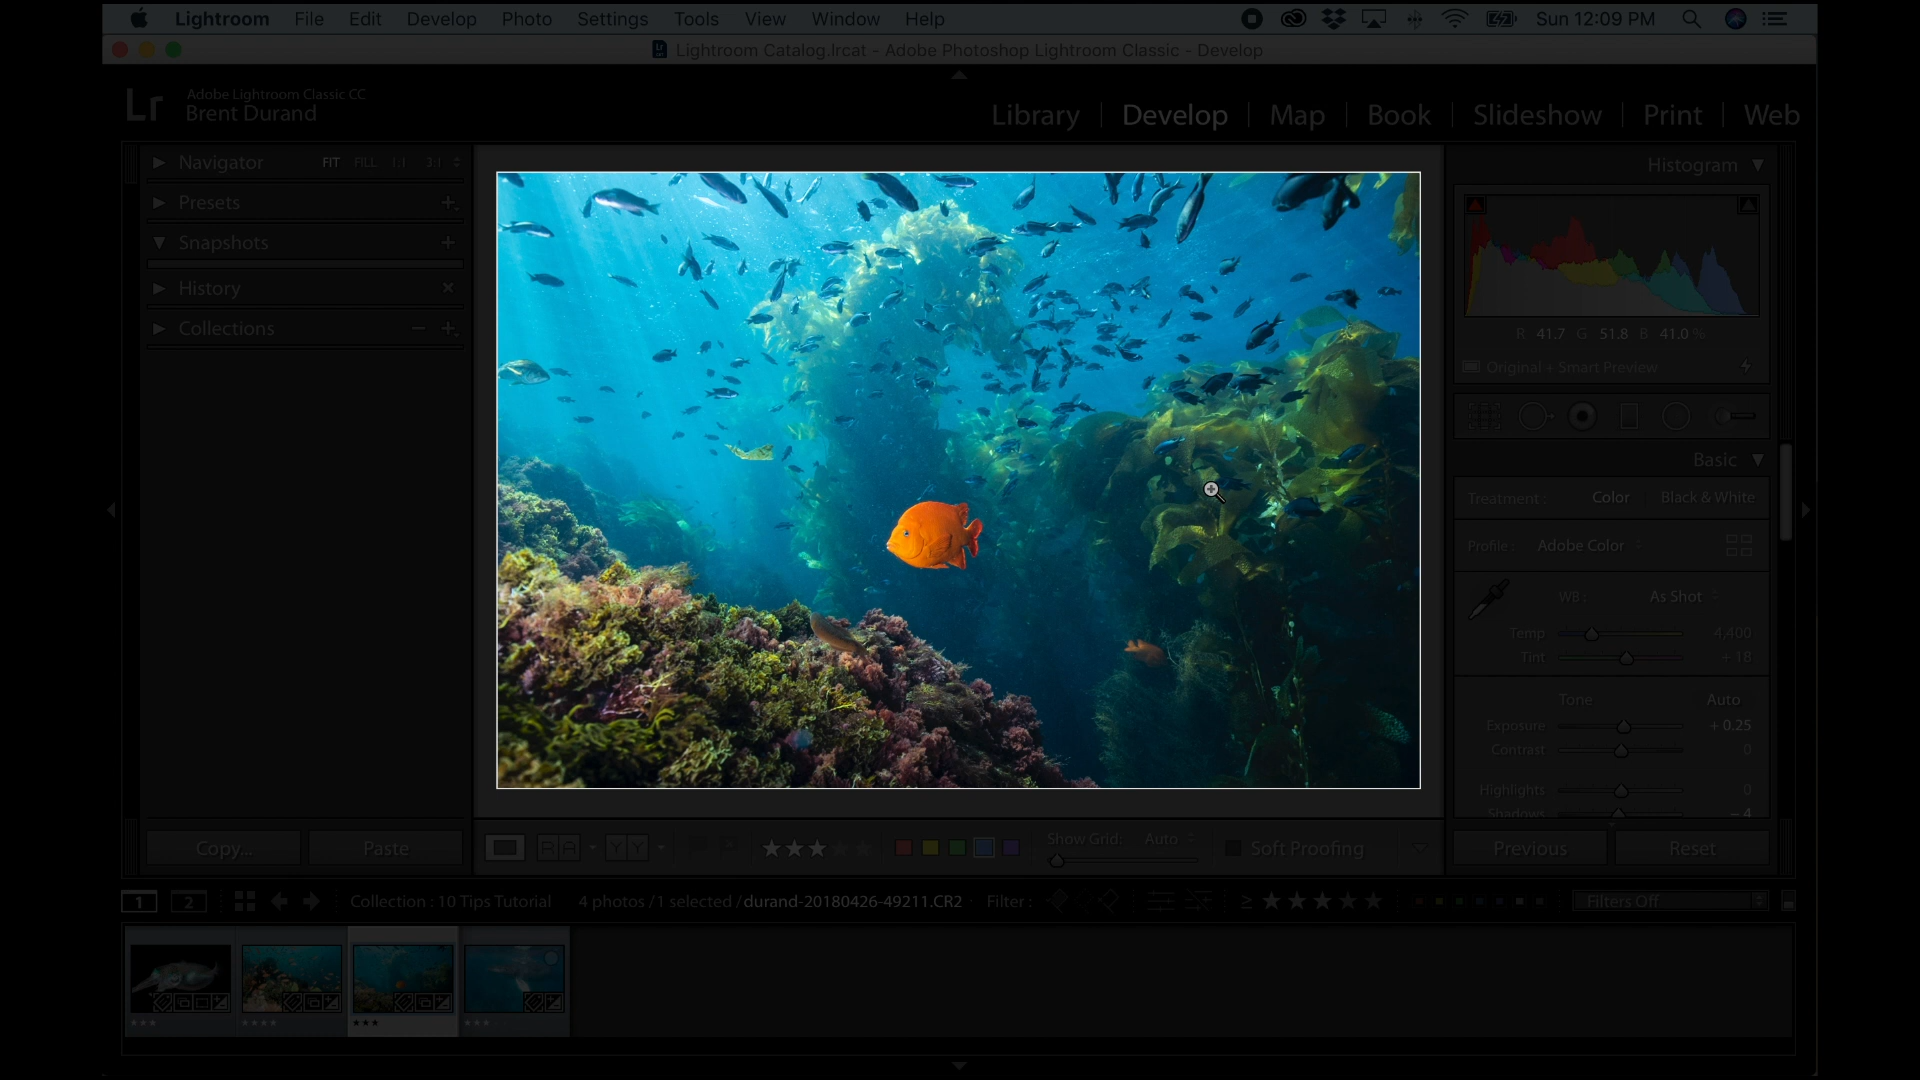 Lightroom File Edit Develop Photo Settings Tools View Window Help Sun 12:09 PM
Lightroom Catalog.lrcat - Adobe Photoshop Lightroom Classic - Develop
Lr Adobe Lightroom Classic CC
Brent Durand
Library | Develop | Map | Book | Slideshow | Print | Web
Navigator FIT FILL 1:1 3:1
Presets
Snapshots
History
Collections
Histogram
R 41.7 G 51.8 B 41.0 %
Original + Smart Preview
Basic
Treatment : Color Black & White
Profile : Adobe Color
WB : As Shot
Temp 4,400
Tint + 18
Tone Auto
Exposure + 0.25
Contrast 0
Highlights 0
Shadows - 4
Copy... Paste
R A Y Y
Show Grid: Auto
Soft Proofing
Previous Reset
1 2 Collection : 10 Tips Tutorial 4 photos / 1 selected / durand-20180426-49211.CR2 Filter : ≥ Filters Off